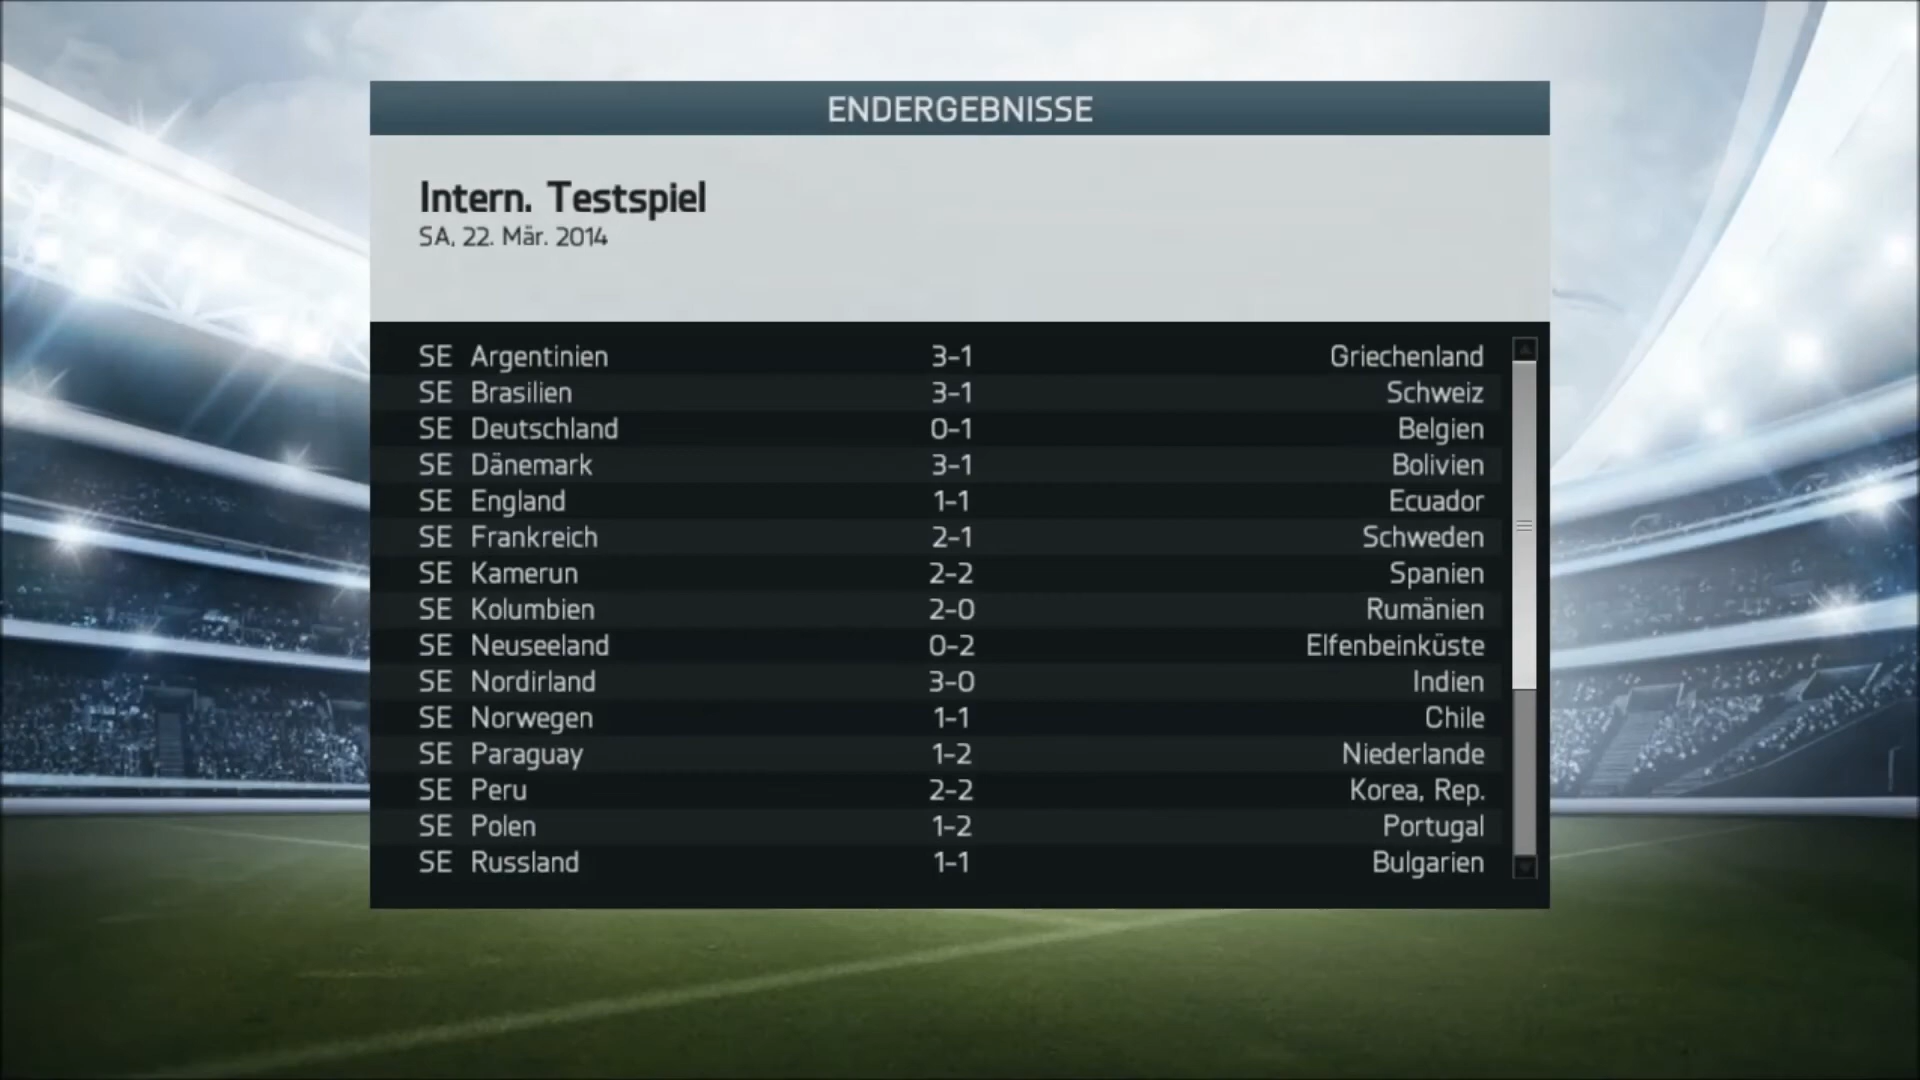 ENDERGEBNISSE
Intern. Testspiel
SA, 22. Mär. 2014
SE Argentinien 3-1 Griechenland
SE Brasilien 3-1 Schweiz
SE Deutschland 0-1 Belgien
SE Dänemark 3-1 Bolivien
SE England 1-1 Ecuador
SE Frankreich 2-1 Schweden
SE Kamerun 2-2 Spanien
SE Kolumbien 2-0 Rumänien
SE Neuseeland 0-2 Elfenbeinküste
SE Nordirland 3-0 Indien
SE Norwegen 1-1 Chile
SE Paraguay 1-2 Niederlande
SE Peru 2-2 Korea, Rep.
SE Polen 1-2 Portugal
SE Russland 1-1 Bulgarien